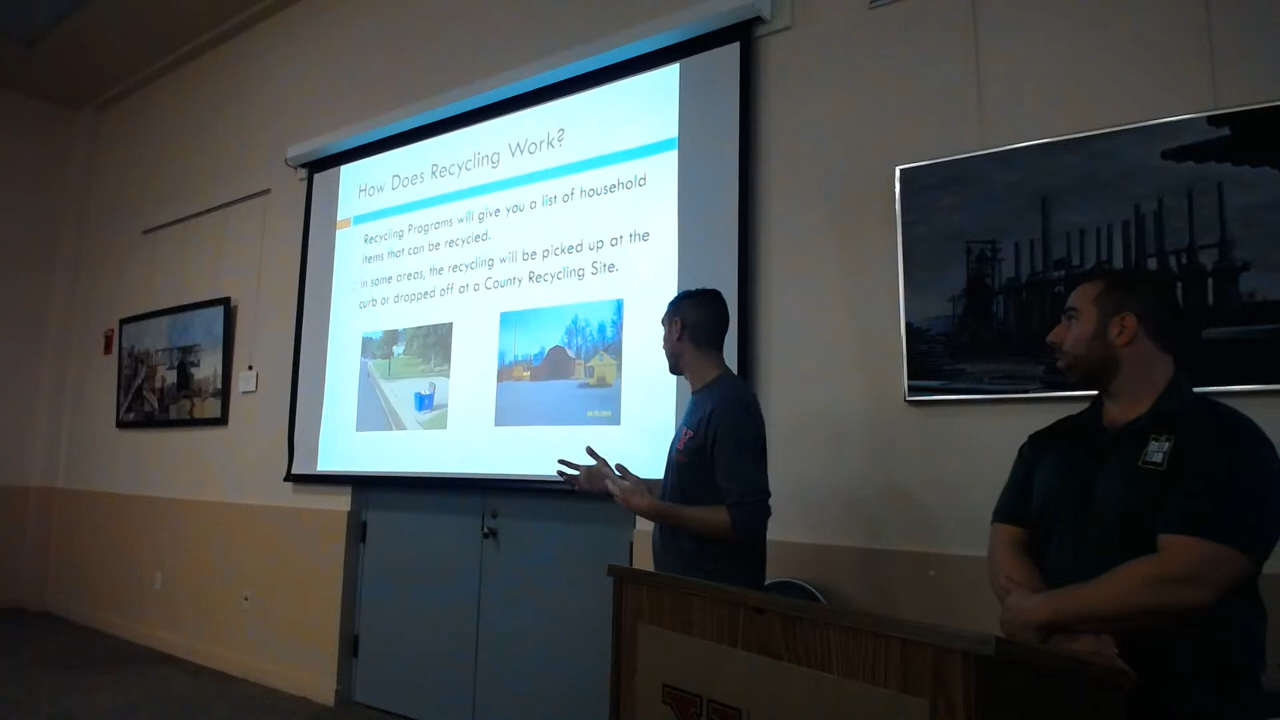 How Does Recycling Work?
Recycling Programs will give you a list of household
items that can be recycled.
In some areas, the recycling will be picked up at the
curb or dropped off at a County Recycling Site.
Y